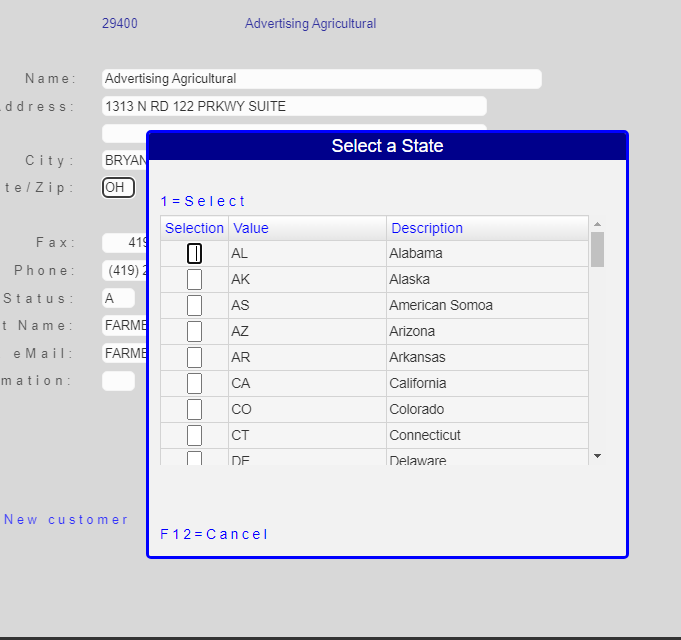 29400 Advertising Agricultural
Name: Advertising Agricultural
ddress: 1313 N RD 122 PRKWY SUITE
City: BRYAN
te/Zip: OH
Fax: 419
Phone: (419) 2
Status: A
t Name: FARME
eMail: FARME
mation:
New customer
Select a State
1=Select
Selection Value Description
AL Alabama
AK Alaska
AS American Somoa
AZ Arizona
AR Arkansas
CA California
CO Colorado
CT Connecticut
DE Delaware
F12=Cancel